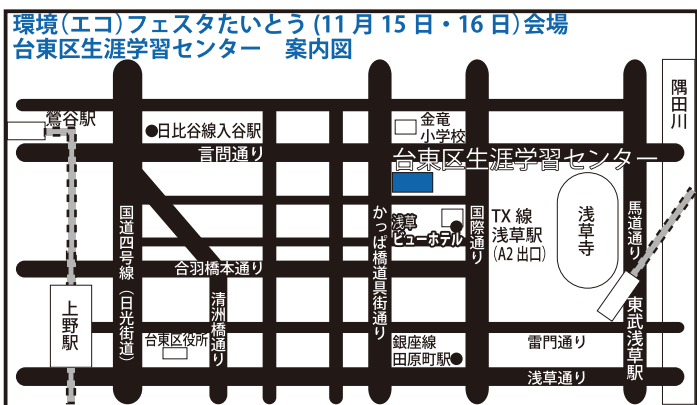 環境（エコ）フェスタたいとう（11月15日・16日）会場
台東区生涯学習センター　案内図
鶯谷駅
●日比谷線入谷駅
金竜
小学校
隅田川
言問通り
台東区生涯学習センター
国道四号線（日光街道）
かっぱ橋道具街通り
浅草
ビューホテル
国際通り
TX線
浅草駅
（A2出口）
浅草寺
馬道通り
合羽橋本通り
清洲橋通り
上野駅
台東区役所
銀座線
田原町駅●
雷門通り
東武浅草駅
浅草通り